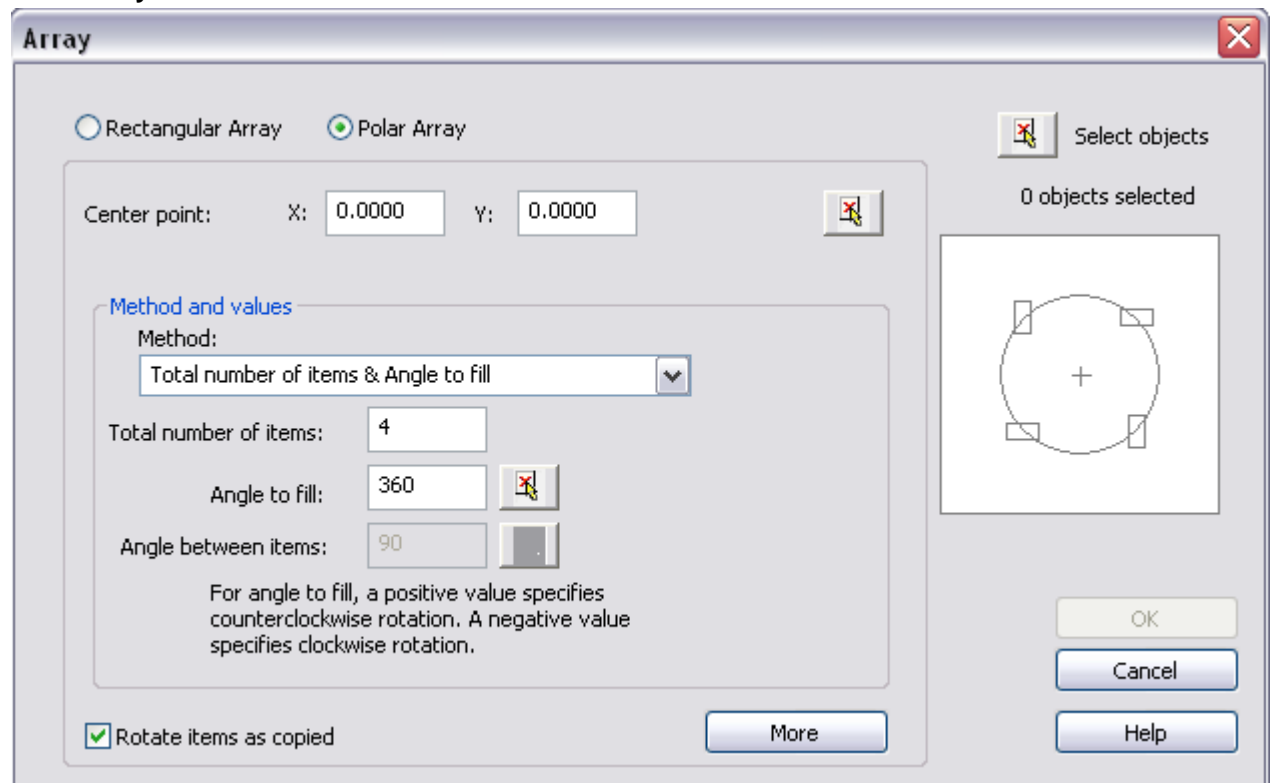 Array
Rectangular Array
Polar Array
Select objects
0 objects selected
Center point:
X:
0.0000
Y:
0.0000
Method and values
Method:
Total number of items & Angle to fill
Total number of items:
4
Angle to fill:
360
Angle between items:
90
For angle to fill, a positive value specifies
counterclockwise rotation. A negative value
specifies clockwise rotation.
OK
Cancel
Rotate items as copied
More
Help